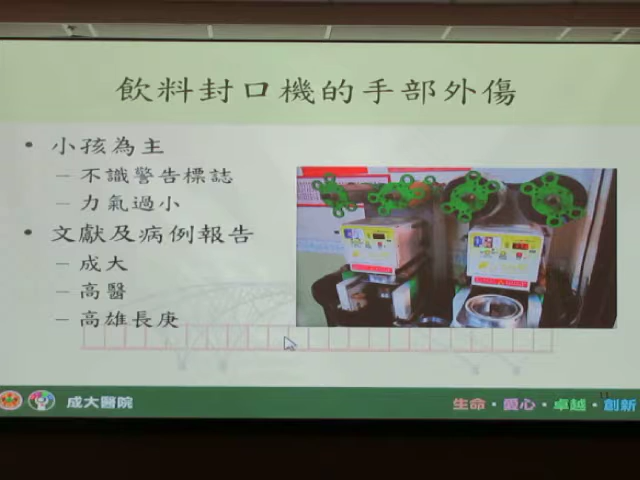 飲料封口機的手部外傷
• 小孩為主
– 不識警告標誌
– 力氣過小
• 文獻及病例報告
– 成大
– 高醫
– 高雄長庚
成大醫院
生命・愛心・卓越・創新